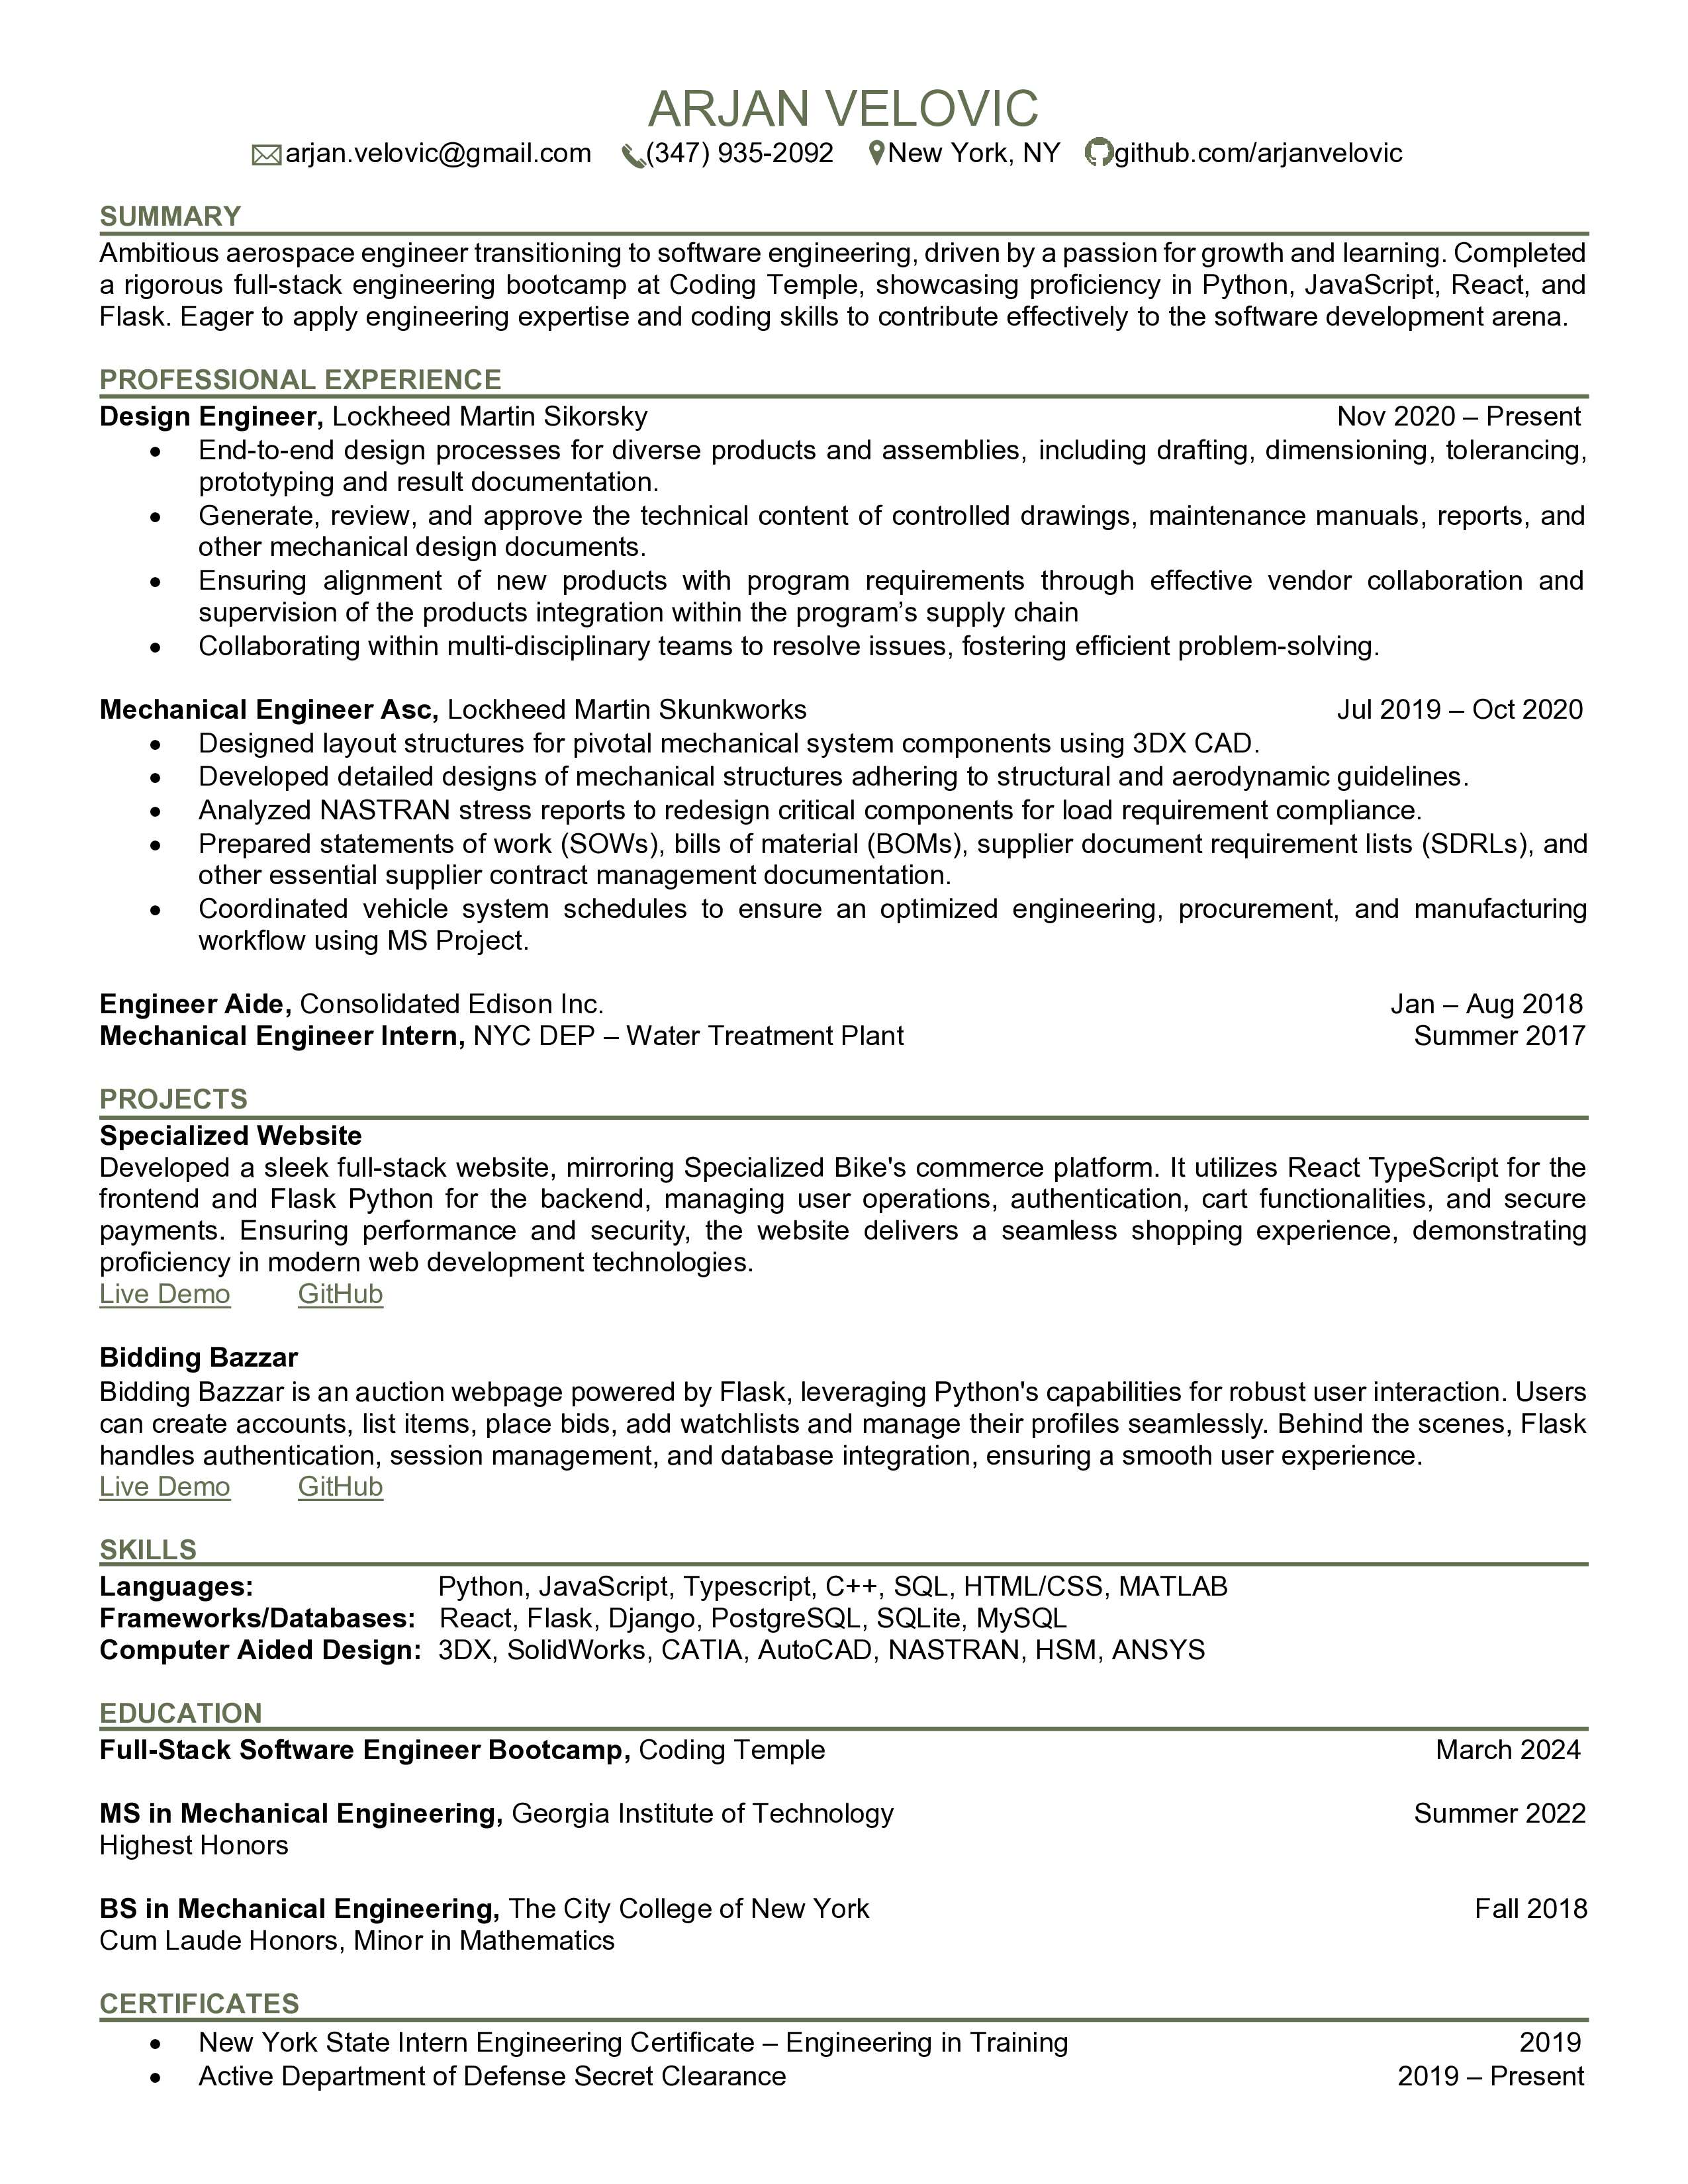 ARJAN VELOVIC
arjan.velovic@gmail.com (347) 935-2092 New York, NY github.com/arjanvelovic
SUMMARY
Ambitious aerospace engineer transitioning to software engineering, driven by a passion for growth and learning. Completed
a rigorous full-stack engineering bootcamp at Coding Temple, showcasing proficiency in Python, JavaScript, React, and
Flask. Eager to apply engineering expertise and coding skills to contribute effectively to the software development arena.
PROFESSIONAL EXPERIENCE
Design Engineer, Lockheed Martin Sikorsky Nov 2020 – Present
• End-to-end design processes for diverse products and assemblies, including drafting, dimensioning, tolerancing,
prototyping and result documentation.
• Generate, review, and approve the technical content of controlled drawings, maintenance manuals, reports, and
other mechanical design documents.
• Ensuring alignment of new products with program requirements through effective vendor collaboration and
supervision of the products integration within the program’s supply chain
• Collaborating within multi-disciplinary teams to resolve issues, fostering efficient problem-solving.
Mechanical Engineer Asc, Lockheed Martin Skunkworks Jul 2019 – Oct 2020
• Designed layout structures for pivotal mechanical system components using 3DX CAD.
• Developed detailed designs of mechanical structures adhering to structural and aerodynamic guidelines.
• Analyzed NASTRAN stress reports to redesign critical components for load requirement compliance.
• Prepared statements of work (SOWs), bills of material (BOMs), supplier document requirement lists (SDRLs), and
other essential supplier contract management documentation.
• Coordinated vehicle system schedules to ensure an optimized engineering, procurement, and manufacturing
workflow using MS Project.
Engineer Aide, Consolidated Edison Inc. Jan – Aug 2018
Mechanical Engineer Intern, NYC DEP – Water Treatment Plant Summer 2017
PROJECTS
Specialized Website
Developed a sleek full-stack website, mirroring Specialized Bike's commerce platform. It utilizes React TypeScript for the
frontend and Flask Python for the backend, managing user operations, authentication, cart functionalities, and secure
payments. Ensuring performance and security, the website delivers a seamless shopping experience, demonstrating
proficiency in modern web development technologies.
Live Demo GitHub
Bidding Bazzar
Bidding Bazzar is an auction webpage powered by Flask, leveraging Python's capabilities for robust user interaction. Users
can create accounts, list items, place bids, add watchlists and manage their profiles seamlessly. Behind the scenes, Flask
handles authentication, session management, and database integration, ensuring a smooth user experience.
Live Demo GitHub
SKILLS
Languages: Python, JavaScript, Typescript, C++, SQL, HTML/CSS, MATLAB
Frameworks/Databases: React, Flask, Django, PostgreSQL, SQLite, MySQL
Computer Aided Design: 3DX, SolidWorks, CATIA, AutoCAD, NASTRAN, HSM, ANSYS
EDUCATION
Full-Stack Software Engineer Bootcamp, Coding Temple March 2024
MS in Mechanical Engineering, Georgia Institute of Technology Summer 2022
Highest Honors
BS in Mechanical Engineering, The City College of New York Fall 2018
Cum Laude Honors, Minor in Mathematics
CERTIFICATES
• New York State Intern Engineering Certificate – Engineering in Training 2019
• Active Department of Defense Secret Clearance 2019 – Present